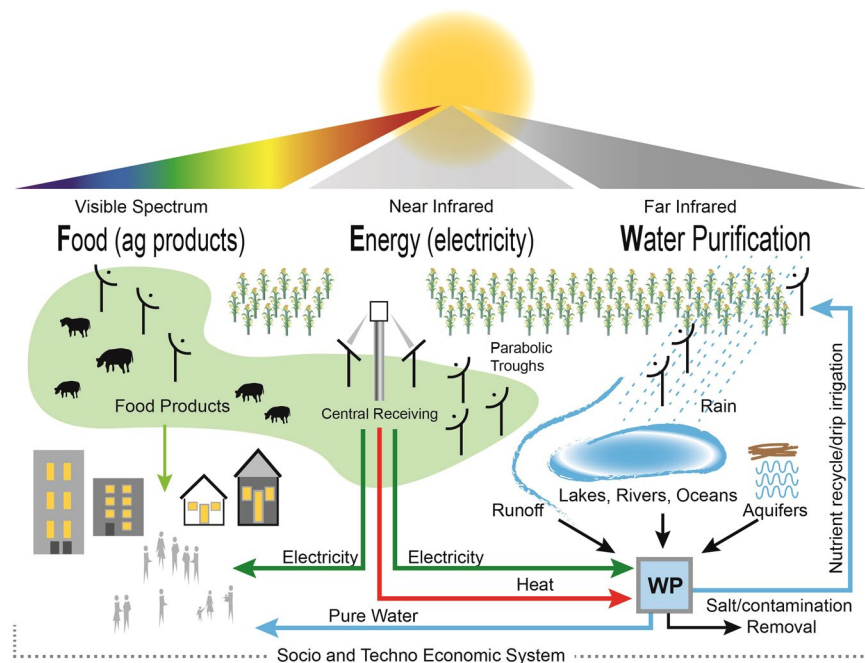 Visible Spectrum
Near Infrared
Far Infrared
Food (ag products)
Energy (electricity)
Water Purification
Parabolic
Troughs
Food Products
Central Receiving
Rain
Nutrient recycle/drip irrigation
Lakes, Rivers, Oceans
Runoff
Aquifers
Electricity
Electricity
Heat
WP
Pure Water
Salt/contamination
Removal
Socio and Techno Economic System